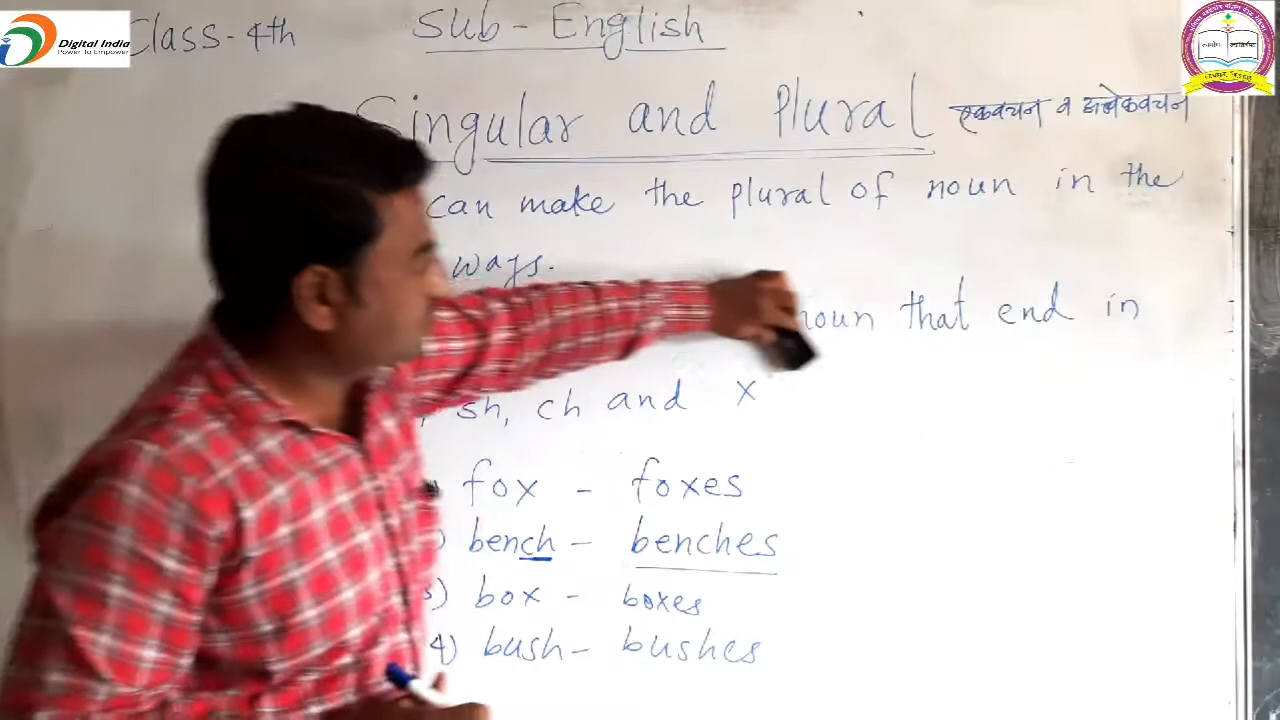 Digital India
Power To Empower
Class-4th Sub-English
Singular and Plural एकवचन व अनेकवचन
can make the plural of noun in the
ways.
noun that end in
sh, ch and x
fox - foxes
bench - benches
3) box - boxes
4) bush - bushes